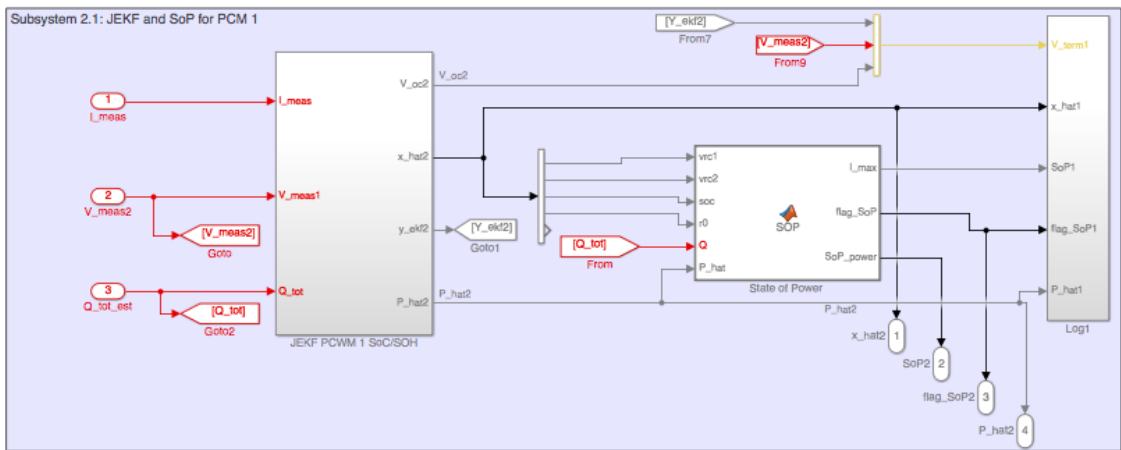 Subsystem 2.1: JEKF and SoP for PCM 1
[Y_ekf2]
From7
[V_meas2]
From9
V_term1
V_oc2
V_oc2
1
I_meas
I_meas
x_hat2
x_hat1
vrc1
vrc2
soc
r0
Q
P_hat
SOP
I_max
flag_SoP
SoP_power
State of Power
SoP1
flag_SoP1
P_hat1
Log1
2
V_meas2
V_meas1
[V_meas2]
Goto
y_ekf2
[Y_ekf2]
Goto1
[Q_tot]
From
3
Q_tot_est
Q_tot
[Q_tot]
Goto2
P_hat2
P_hat2
P_hat2
JEKF PCWM 1 SoC/SOH
x_hat2
1
SoP2
2
flag_SoP2
3
P_hat2
4